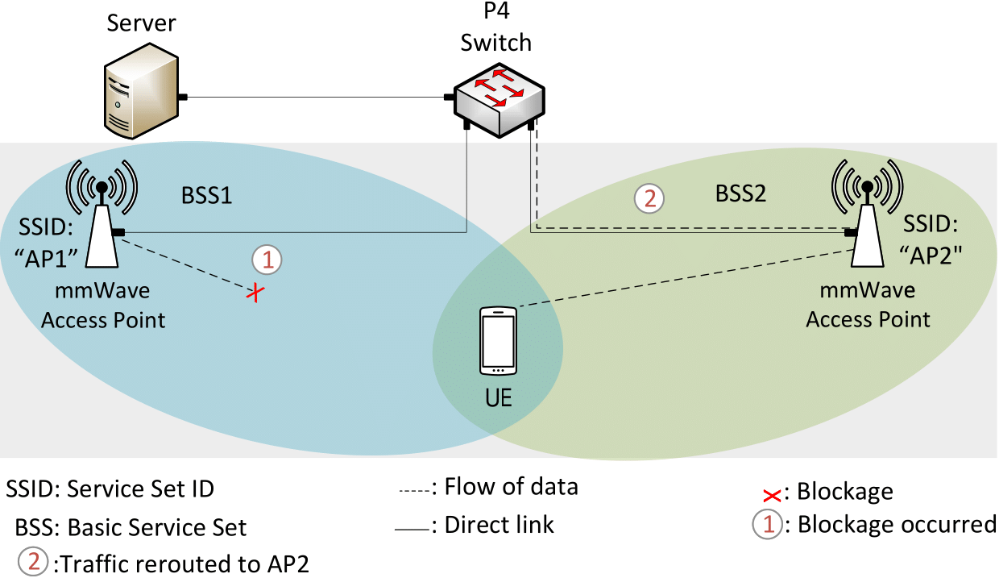 Server
P4
Switch
BSS1
2
BSS2
SSID:
“AP1”
SSID:
“AP2"
1
mmWave
Access Point
mmWave
Access Point
UE
SSID: Service Set ID
-----: Flow of data
X: Blockage
BSS: Basic Service Set
—: Direct link
1: Blockage occurred
2 :Traffic rerouted to AP2